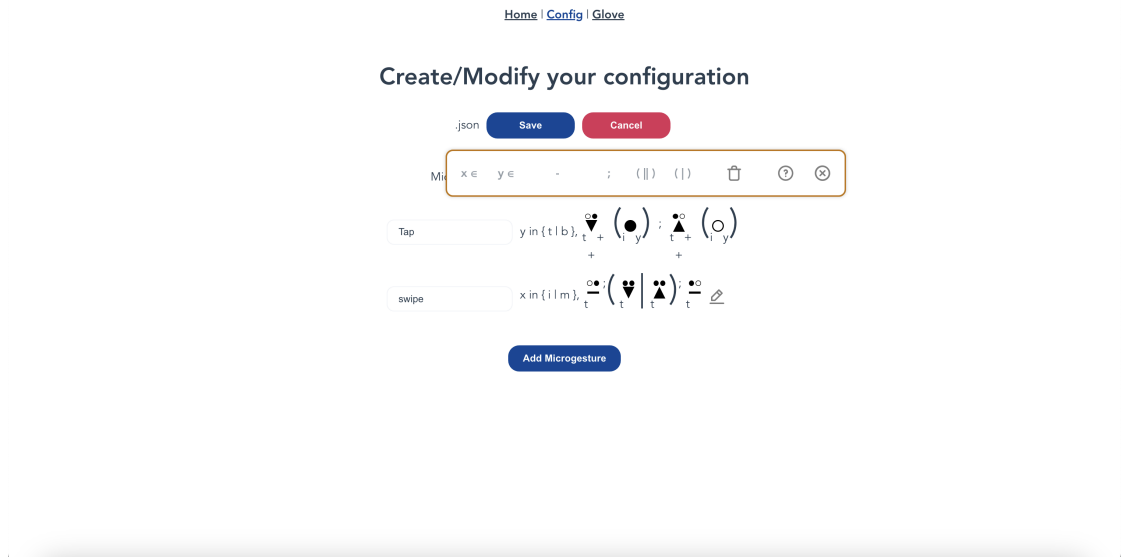 Home | Config | Glove
Create/Modify your configuration
.json Save Cancel
x ∈ y ∈ - ; ( || ) ( | )
Tap y in { t | b }, t + ( i y ) ; t + ( i y )
+ +
swipe x in { i | m }, t ; ( t | t ) ; t
Add Microgesture